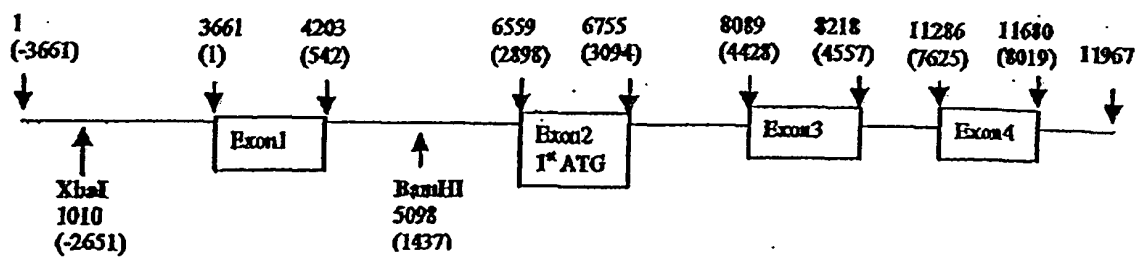 1 3661 4203 6559 6755 8089 8218 11286 11680 11967
(-3661) (1) (542) (2898) (3094) (4428) (4557) (7625) (8019)
Exon1 Exon2 Exon3 Exon4
1st ATG
XbaI BamHI
1010 5098
(-2651) (1437)